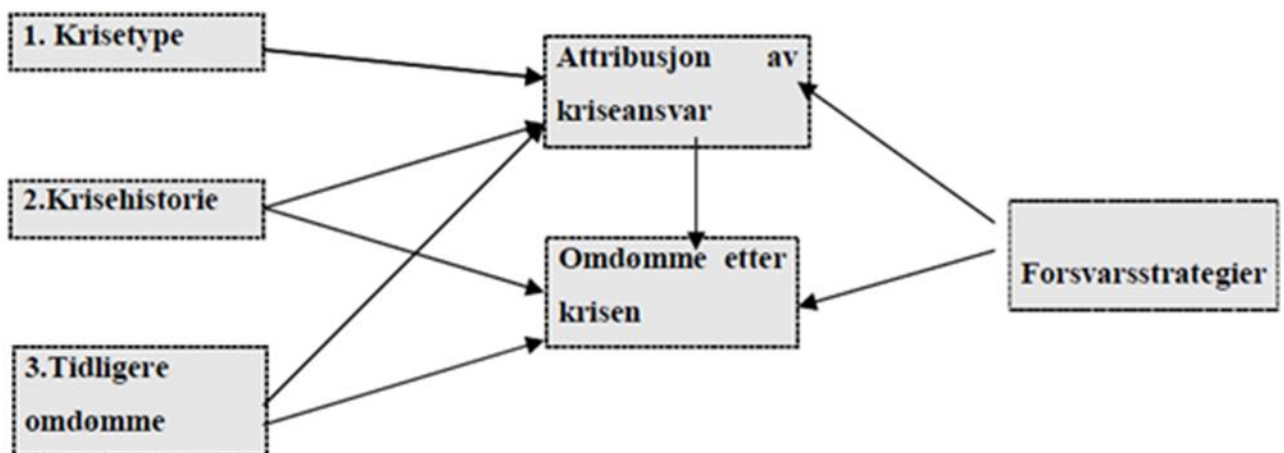 1. Krisetype
Attribusjon av
kriseansvar
2.Krisehistorie
Omdømme etter
krisen
Forsvarsstrategier
3.Tidligere
omdømme